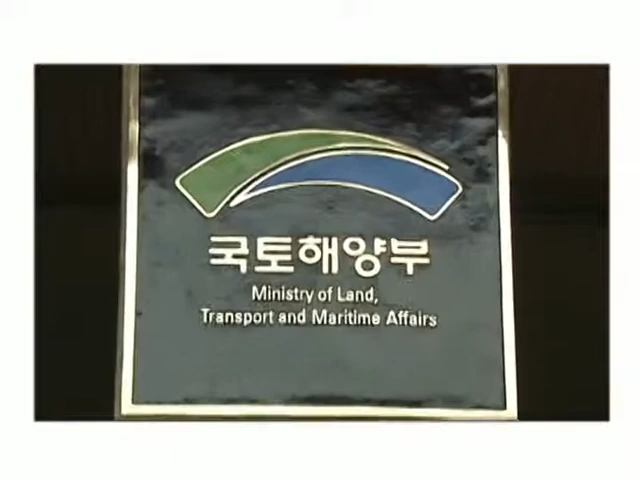 국토해양부
Ministry of Land,
Transport and Maritime Affairs